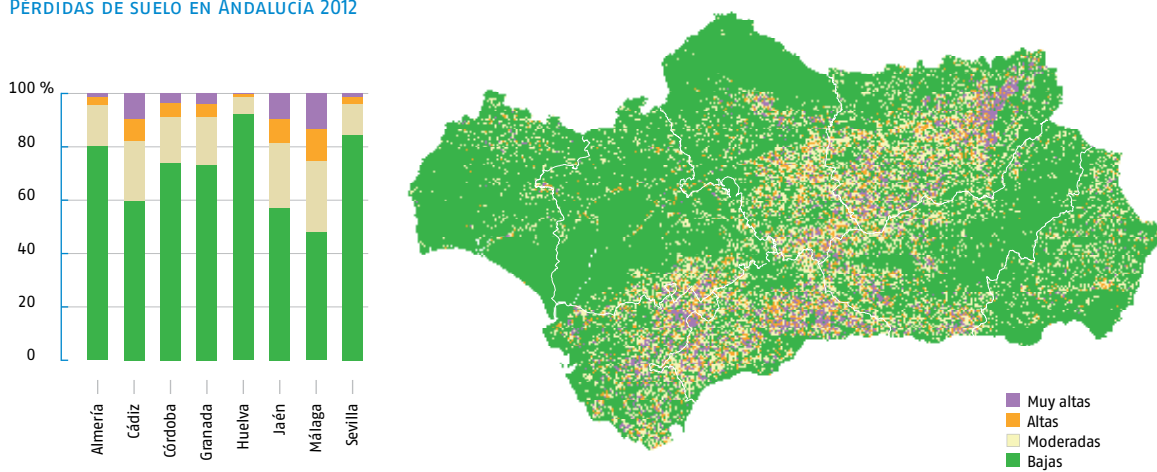 PÉRDIDAS DE SUELO EN ANDALUCÍA 2012
100 %
80
60
40
20
0
Almería
Cádiz
Córdoba
Granada
Huelva
Jaén
Málaga
Sevilla
Muy altas
Altas
Moderadas
Bajas